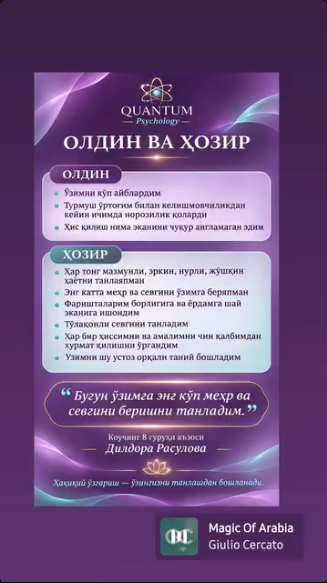 QUANTUM
Psychology
ОЛДИН ВА ҲОЗИР
ОЛДИН
Ўзимни кўп айблардим
Турмуш ўртоғим билан келишмовчиликдан
кейин ичимда норозилик қоларди
Ҳис қилиш нима эканини чуқур англамаган эдим
ҲОЗИР
Ҳар тонг мазмунли, эркин, нурли, жўшқин
ҳаётни танлаяпман
Энг катта меҳр ва севгини ўзимга беряпман
Фаришталарим борлигига ва ёрдамга шай
эканига ишондим
Тўлақонли севгини танладим
Ҳар бир ҳиссимни ва амалимни чин қалбимдан
ҳурмат қилишни ўргандим
Узимни шу устоз орқали таний бошладим
“ Бугун ўзимга энг кўп меҳр ва
севгини беришни танладим.”
Коучинг 8 гуруҳи аъзоси
Дилдора Расулова
Ҳақиқий ўзгариш — ўзингизни танлашдан бошланади.
Magic Of Arabia
Giulio Cercato